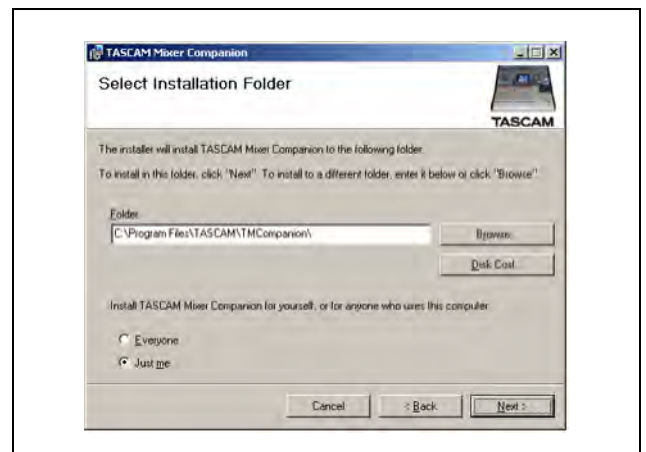 TASCAM Mixer Companion
Select Installation Folder
TASCAM
The installer will install TASCAM Mixer Companion to the following folder.
To install in this folder, click "Next". To install to a different folder, enter it below or click "Browse".
Folder:
C:\Program Files\TASCAM\TMCompanion\
Browse...
Disk Cost...
Install TASCAM Mixer Companion for yourself, or for anyone who uses this computer:
Everyone
Just me
Cancel
< Back
Next >